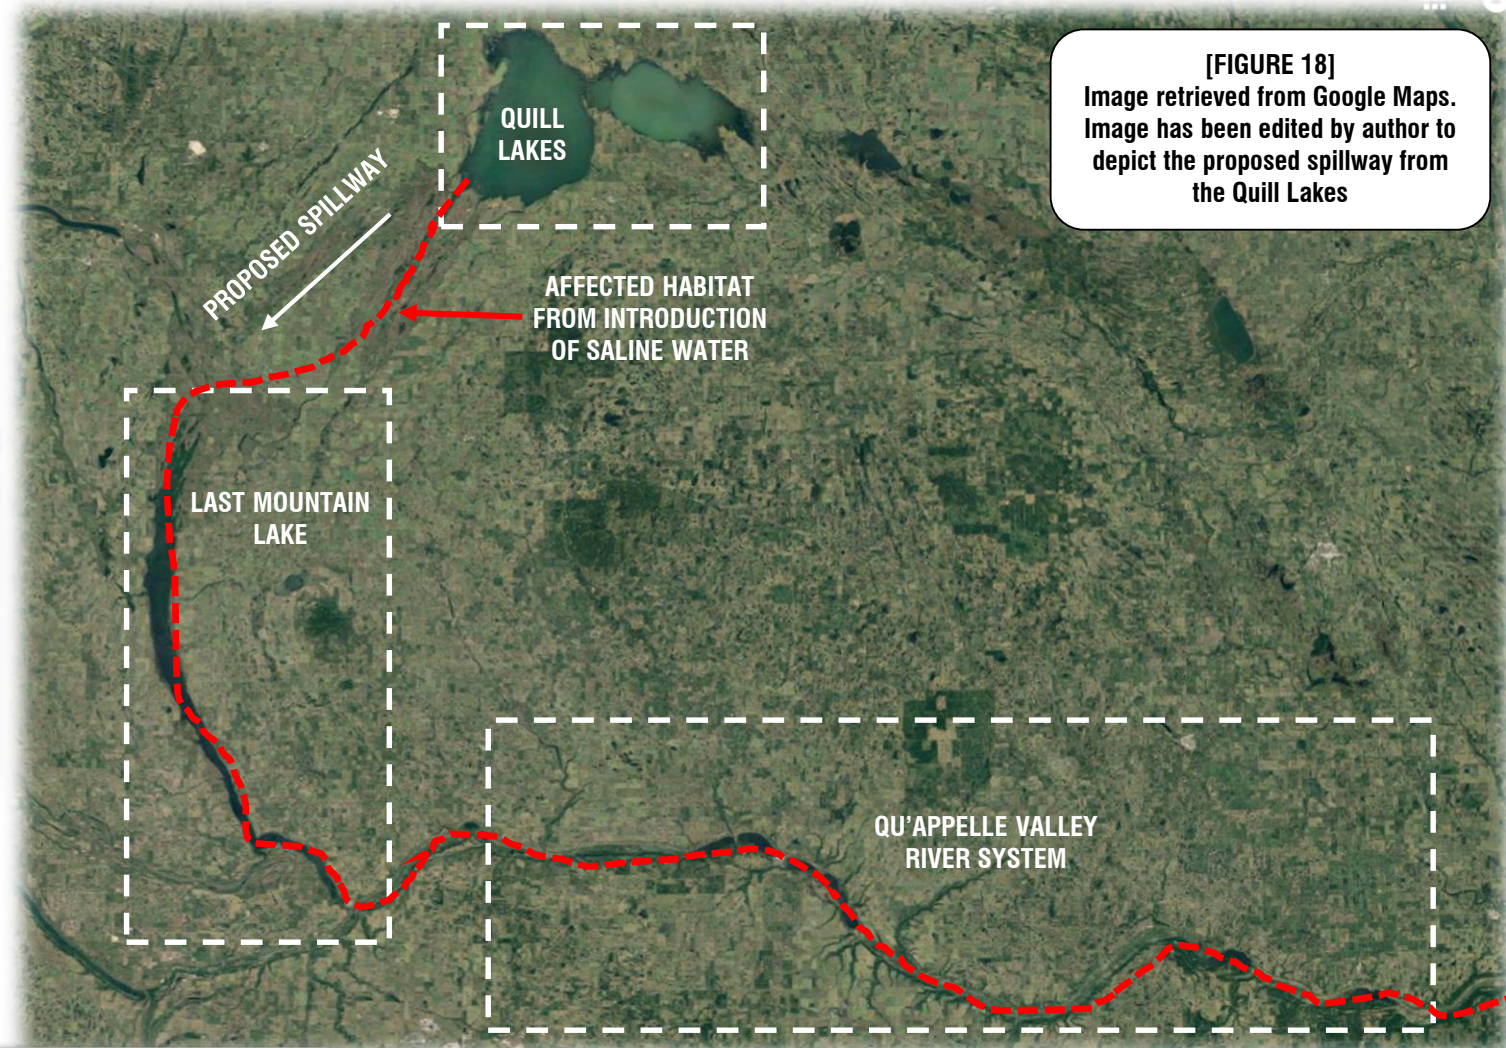 [FIGURE 18]
Image retrieved from Google Maps.
Image has been edited by author to
depict the proposed spillway from
the Quill Lakes
QUILL
LAKES
PROPOSED SPILLWAY
AFFECTED HABITAT
FROM INTRODUCTION
OF SALINE WATER
LAST MOUNTAIN
LAKE
QU’APPELLE VALLEY
RIVER SYSTEM